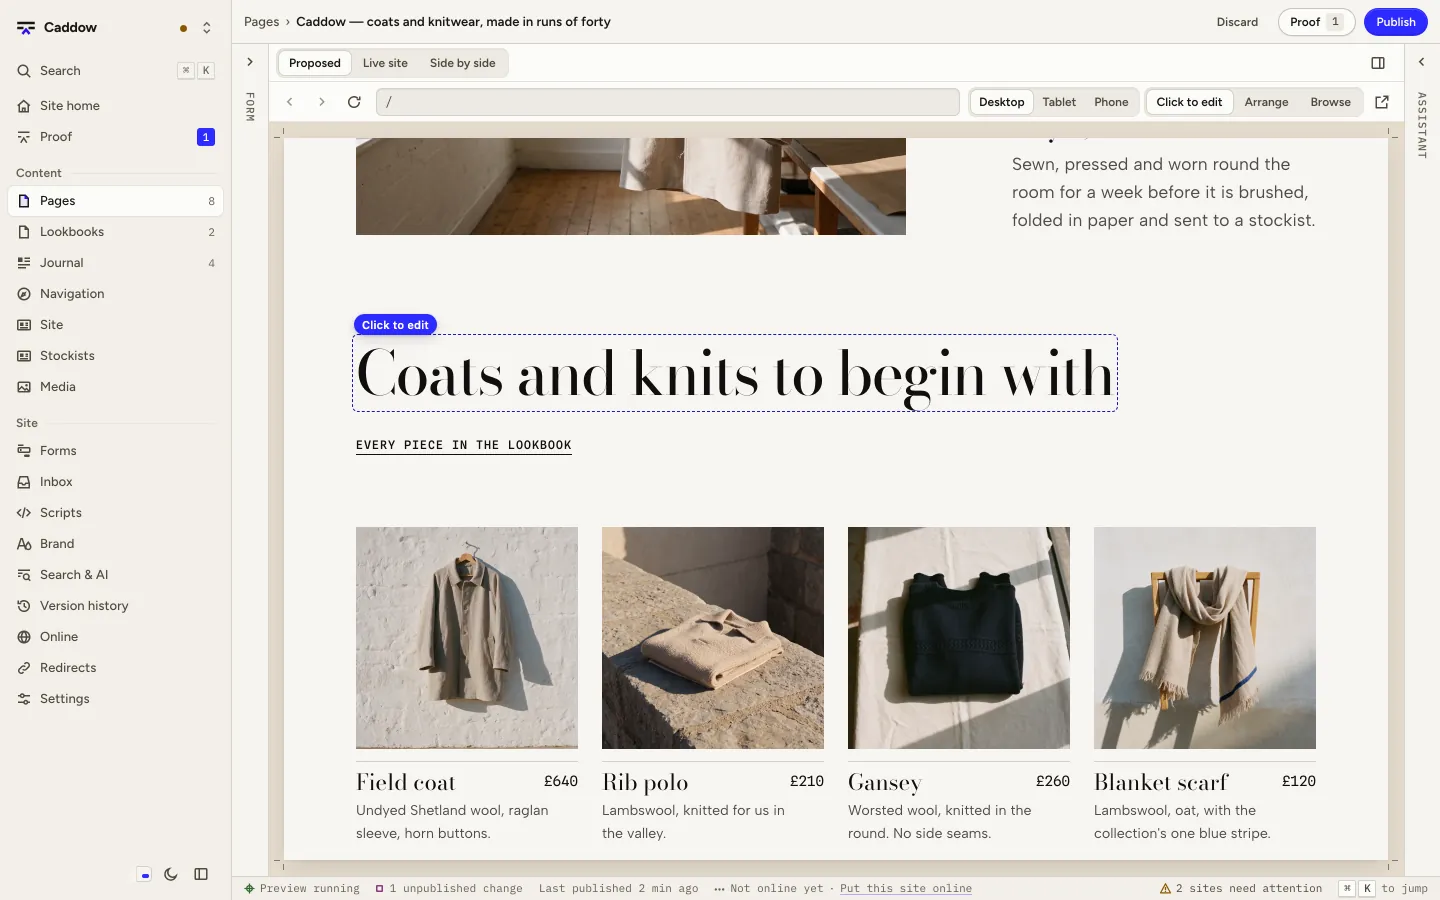 Caddow
Search
⌘ K
Site home
Proof
1
Content
Pages
8
Lookbooks
2
Journal
4
Navigation
Site
Stockists
Media
Site
Forms
Inbox
Scripts
Brand
Search & AI
Version history
Online
Redirects
Settings
Pages › Caddow — coats and knitwear, made in runs of forty
Discard
Proof 1
Publish
FORM
Proposed
Live site
Side by side
/
Desktop
Tablet
Phone
Click to edit
Arrange
Browse
ASSISTANT
Sewn, pressed and worn round the
room for a week before it is brushed,
folded in paper and sent to a stockist.
Click to edit
Coats and knits to begin with
EVERY PIECE IN THE LOOKBOOK
Field coat
£640
Undyed Shetland wool, raglan
sleeve, horn buttons.
Rib polo
£210
Lambswool, knitted for us in
the valley.
Gansey
£260
Worsted wool, knitted in the
round. No side seams.
Blanket scarf
£120
Lambswool, oat, with the
collection's one blue stripe.
Preview running
1 unpublished change
Last published 2 min ago
Not online yet · Put this site online
2 sites need attention
⌘ K to jump